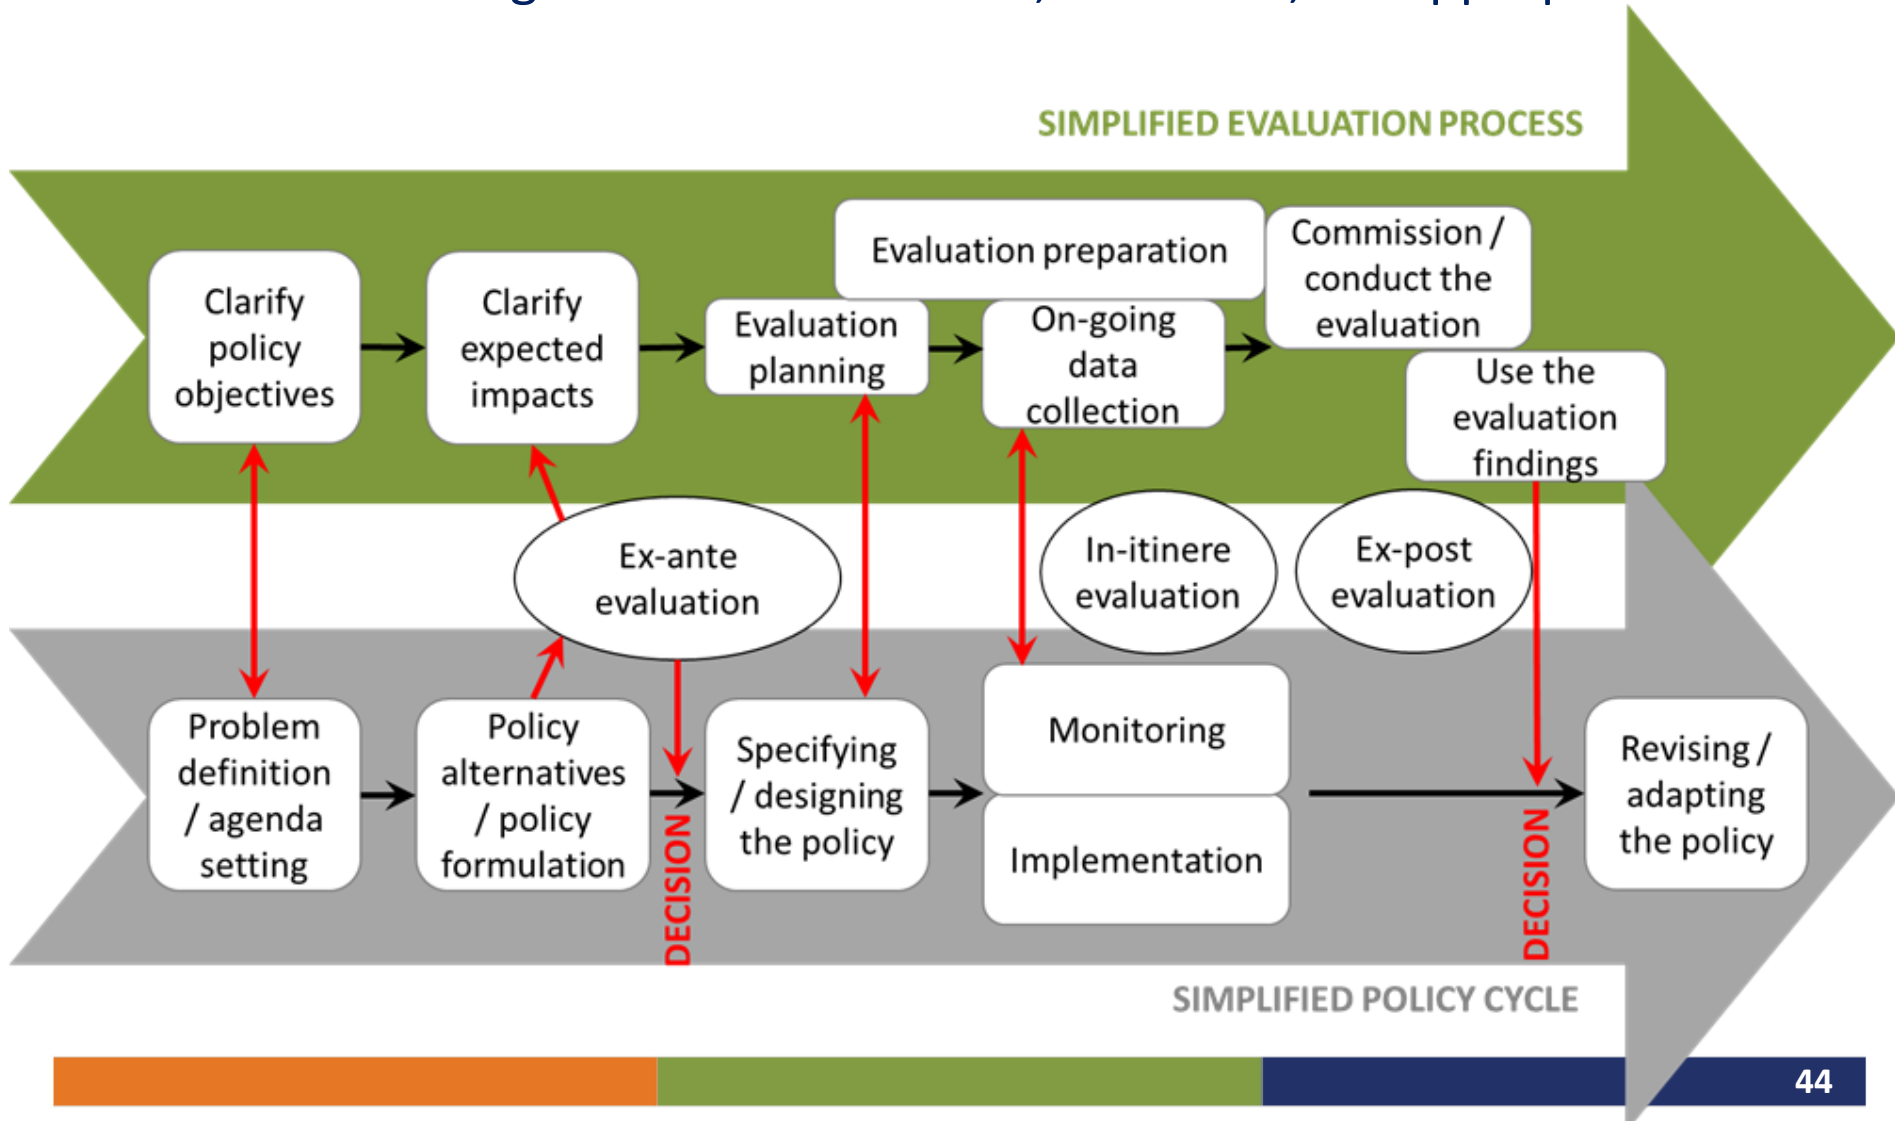 SIMPLIFIED EVALUATION PROCESS
Clarify
policy
objectives
Clarify
expected
impacts
Evaluation
planning
Evaluation preparation
On-going
data
collection
Commission /
conduct the
evaluation
Use the
evaluation
findings
Ex-ante
evaluation
In-itinere
evaluation
Ex-post
evaluation
Problem
definition
/ agenda
setting
Policy
alternatives
/ policy
formulation
DECISION
Specifying
/ designing
the policy
Monitoring
Implementation
DECISION
Revising /
adapting
the policy
SIMPLIFIED POLICY CYCLE
44